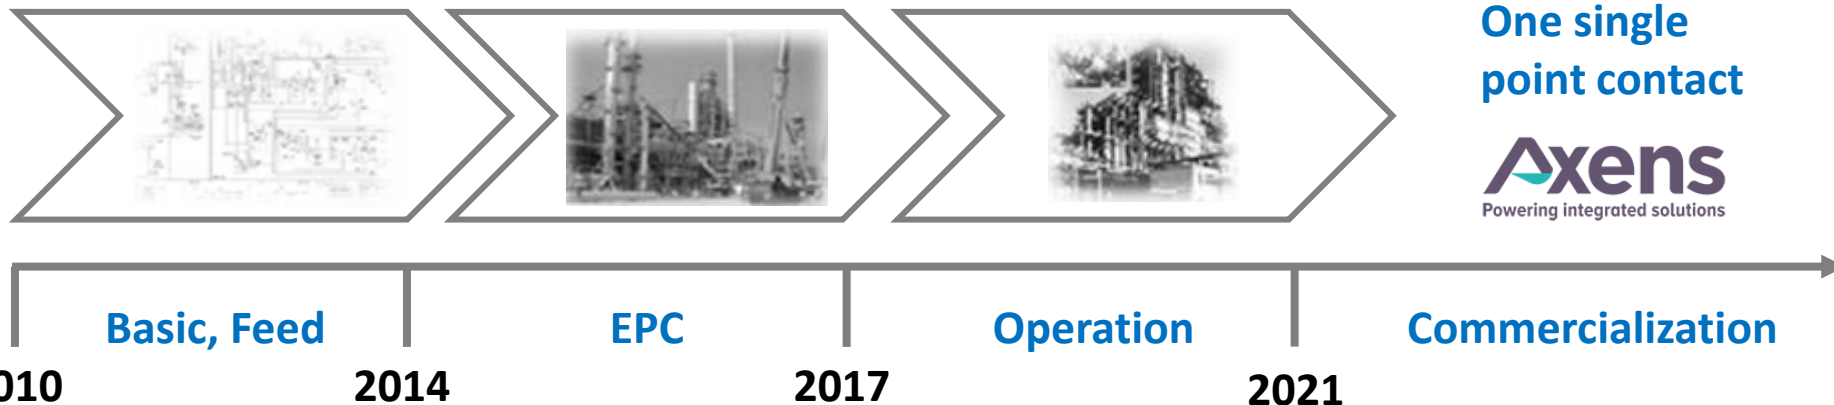 One single
point contact
Axens
Powering integrated solutions
Basic, Feed
EPC
Operation
Commercialization
010
2014
2017
2021